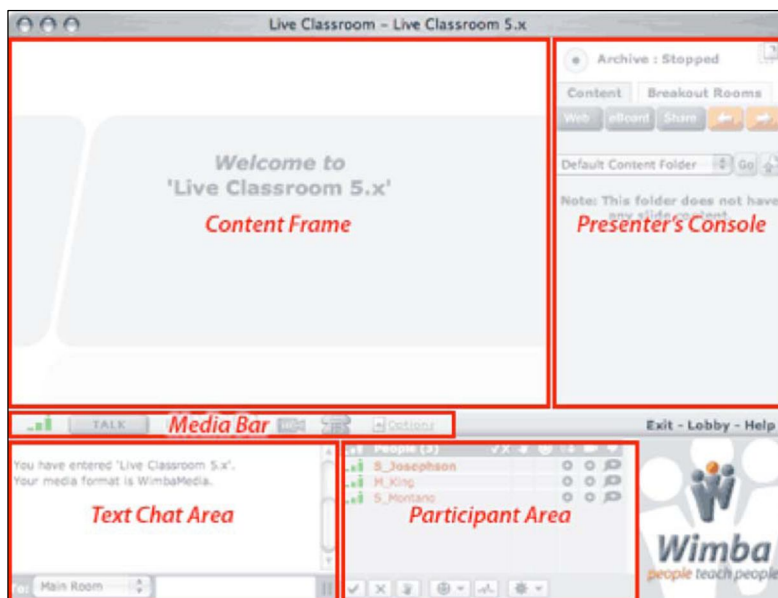 Live Classroom – Live Classroom 5.x
Archive : Stopped
Content Breakout Rooms
Web eBoard Share
Welcome to
'Live Classroom 5.x'
Default Content Folder Go
Note: This folder does not have
any slide content.
Content Frame
Presenter's Console
TALK
Media Bar
Options
Exit - Lobby - Help
You have entered 'Live Classroom 5.x'.
Your media format is WimbaMedia.
People (3)
S_Josephson
M_King
S_Montano
Text Chat Area
Participant Area
To: Main Room
Wimba
people teach people